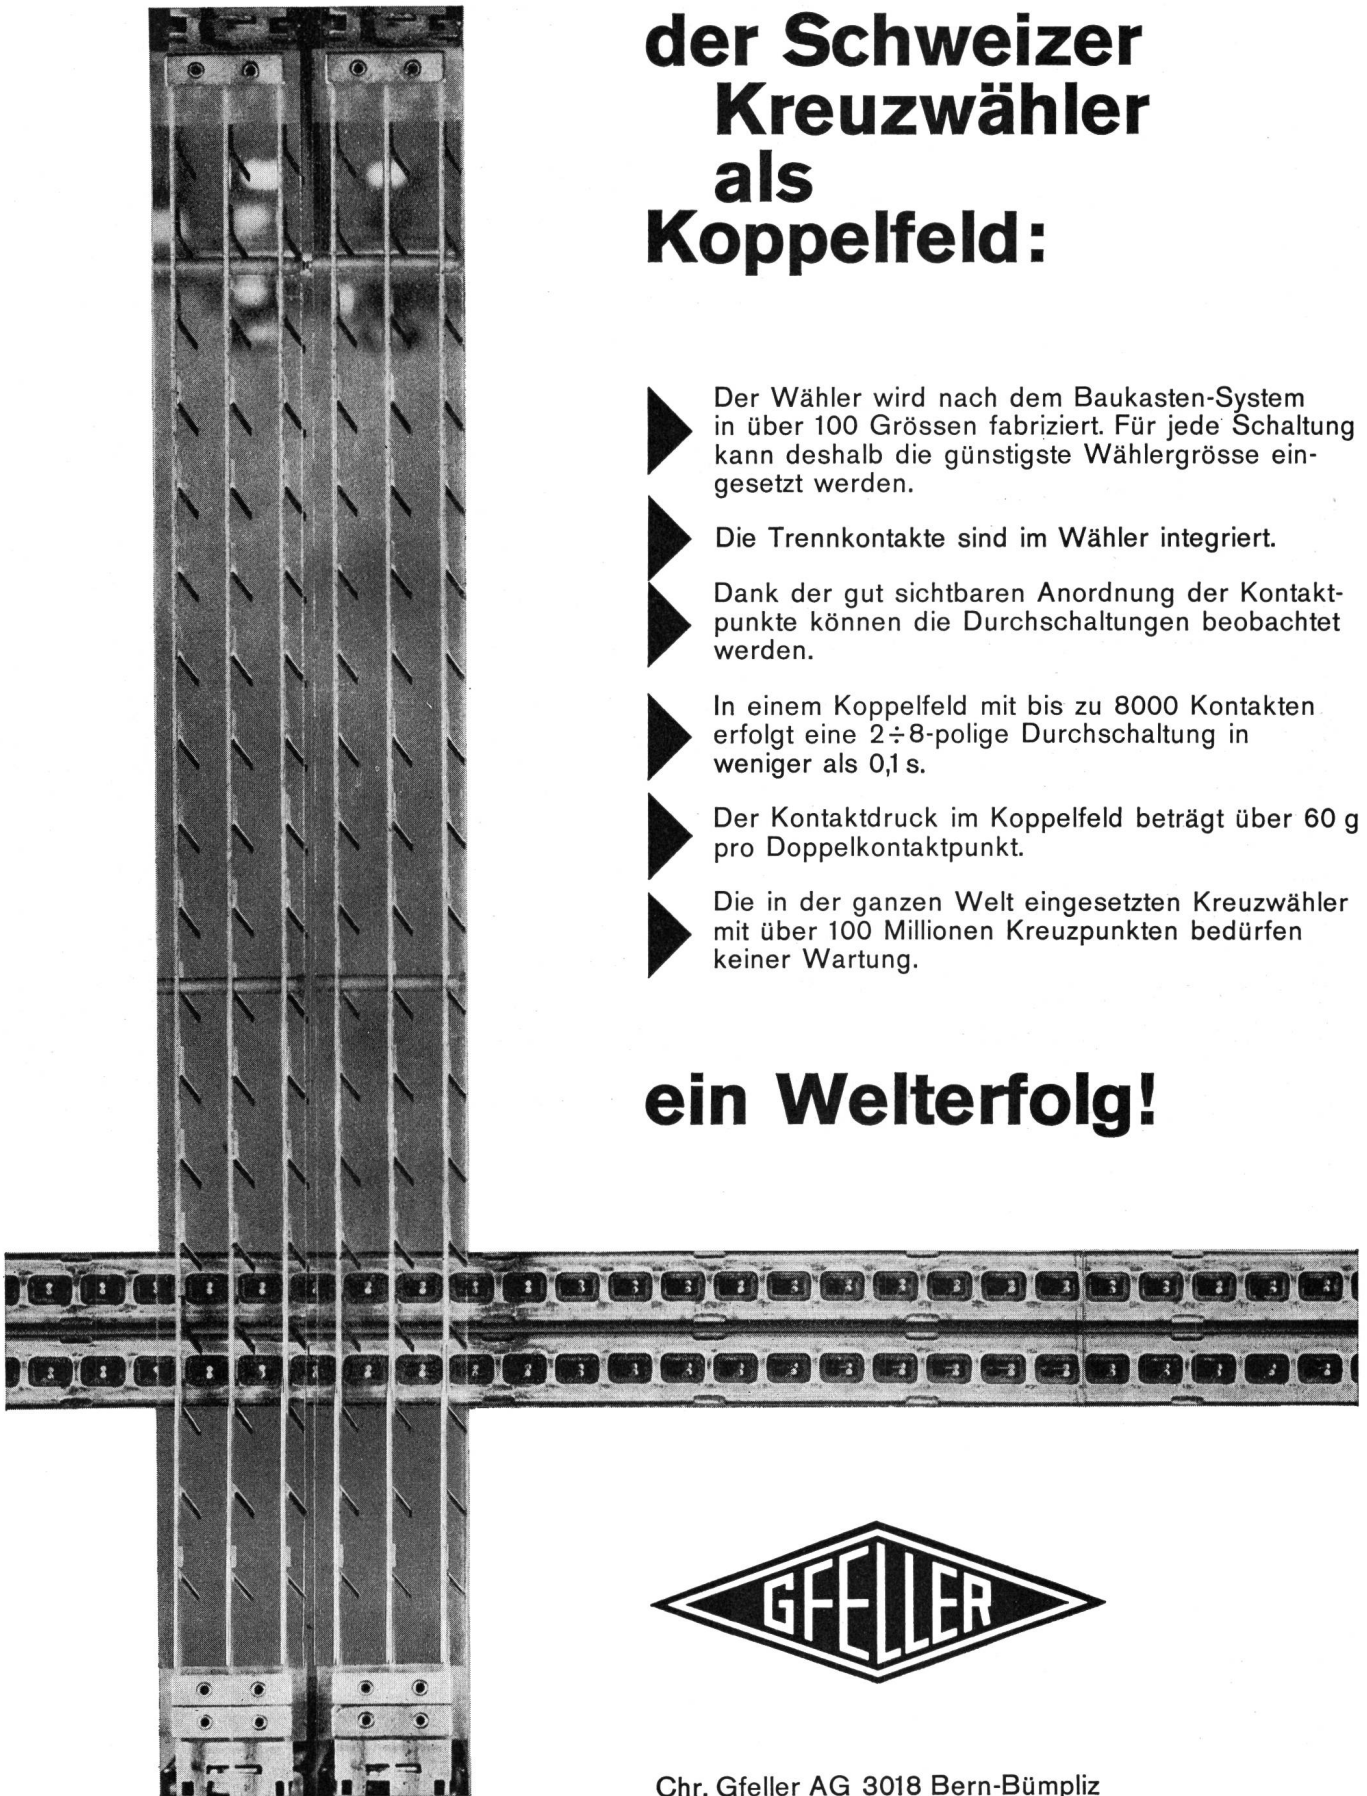 der Schweizer
Kreuzwähler
als
Koppelfeld:
Der Wähler wird nach dem Baukasten-System
in über 100 Grössen fabriziert. Für jede Schaltung
kann deshalb die günstigste Wählergrösse ein-
gesetzt werden.
Die Trennkontakte sind im Wähler integriert.
Dank der gut sichtbaren Anordnung der Kontakt-
punkte können die Durchschaltungen beobachtet
werden.
In einem Koppelfeld mit bis zu 8000 Kontakten
erfolgt eine 2÷8-polige Durchschaltung in
weniger als 0,1 s.
Der Kontaktdruck im Koppelfeld beträgt über 60 g
pro Doppelkontaktpunkt.
Die in der ganzen Welt eingesetzten Kreuzwähler
mit über 100 Millionen Kreuzpunkten bedürfen
keiner Wartung.
ein Welterfolg!
GFELLER
Chr. Gfeller AG 3018 Bern-Bümpliz